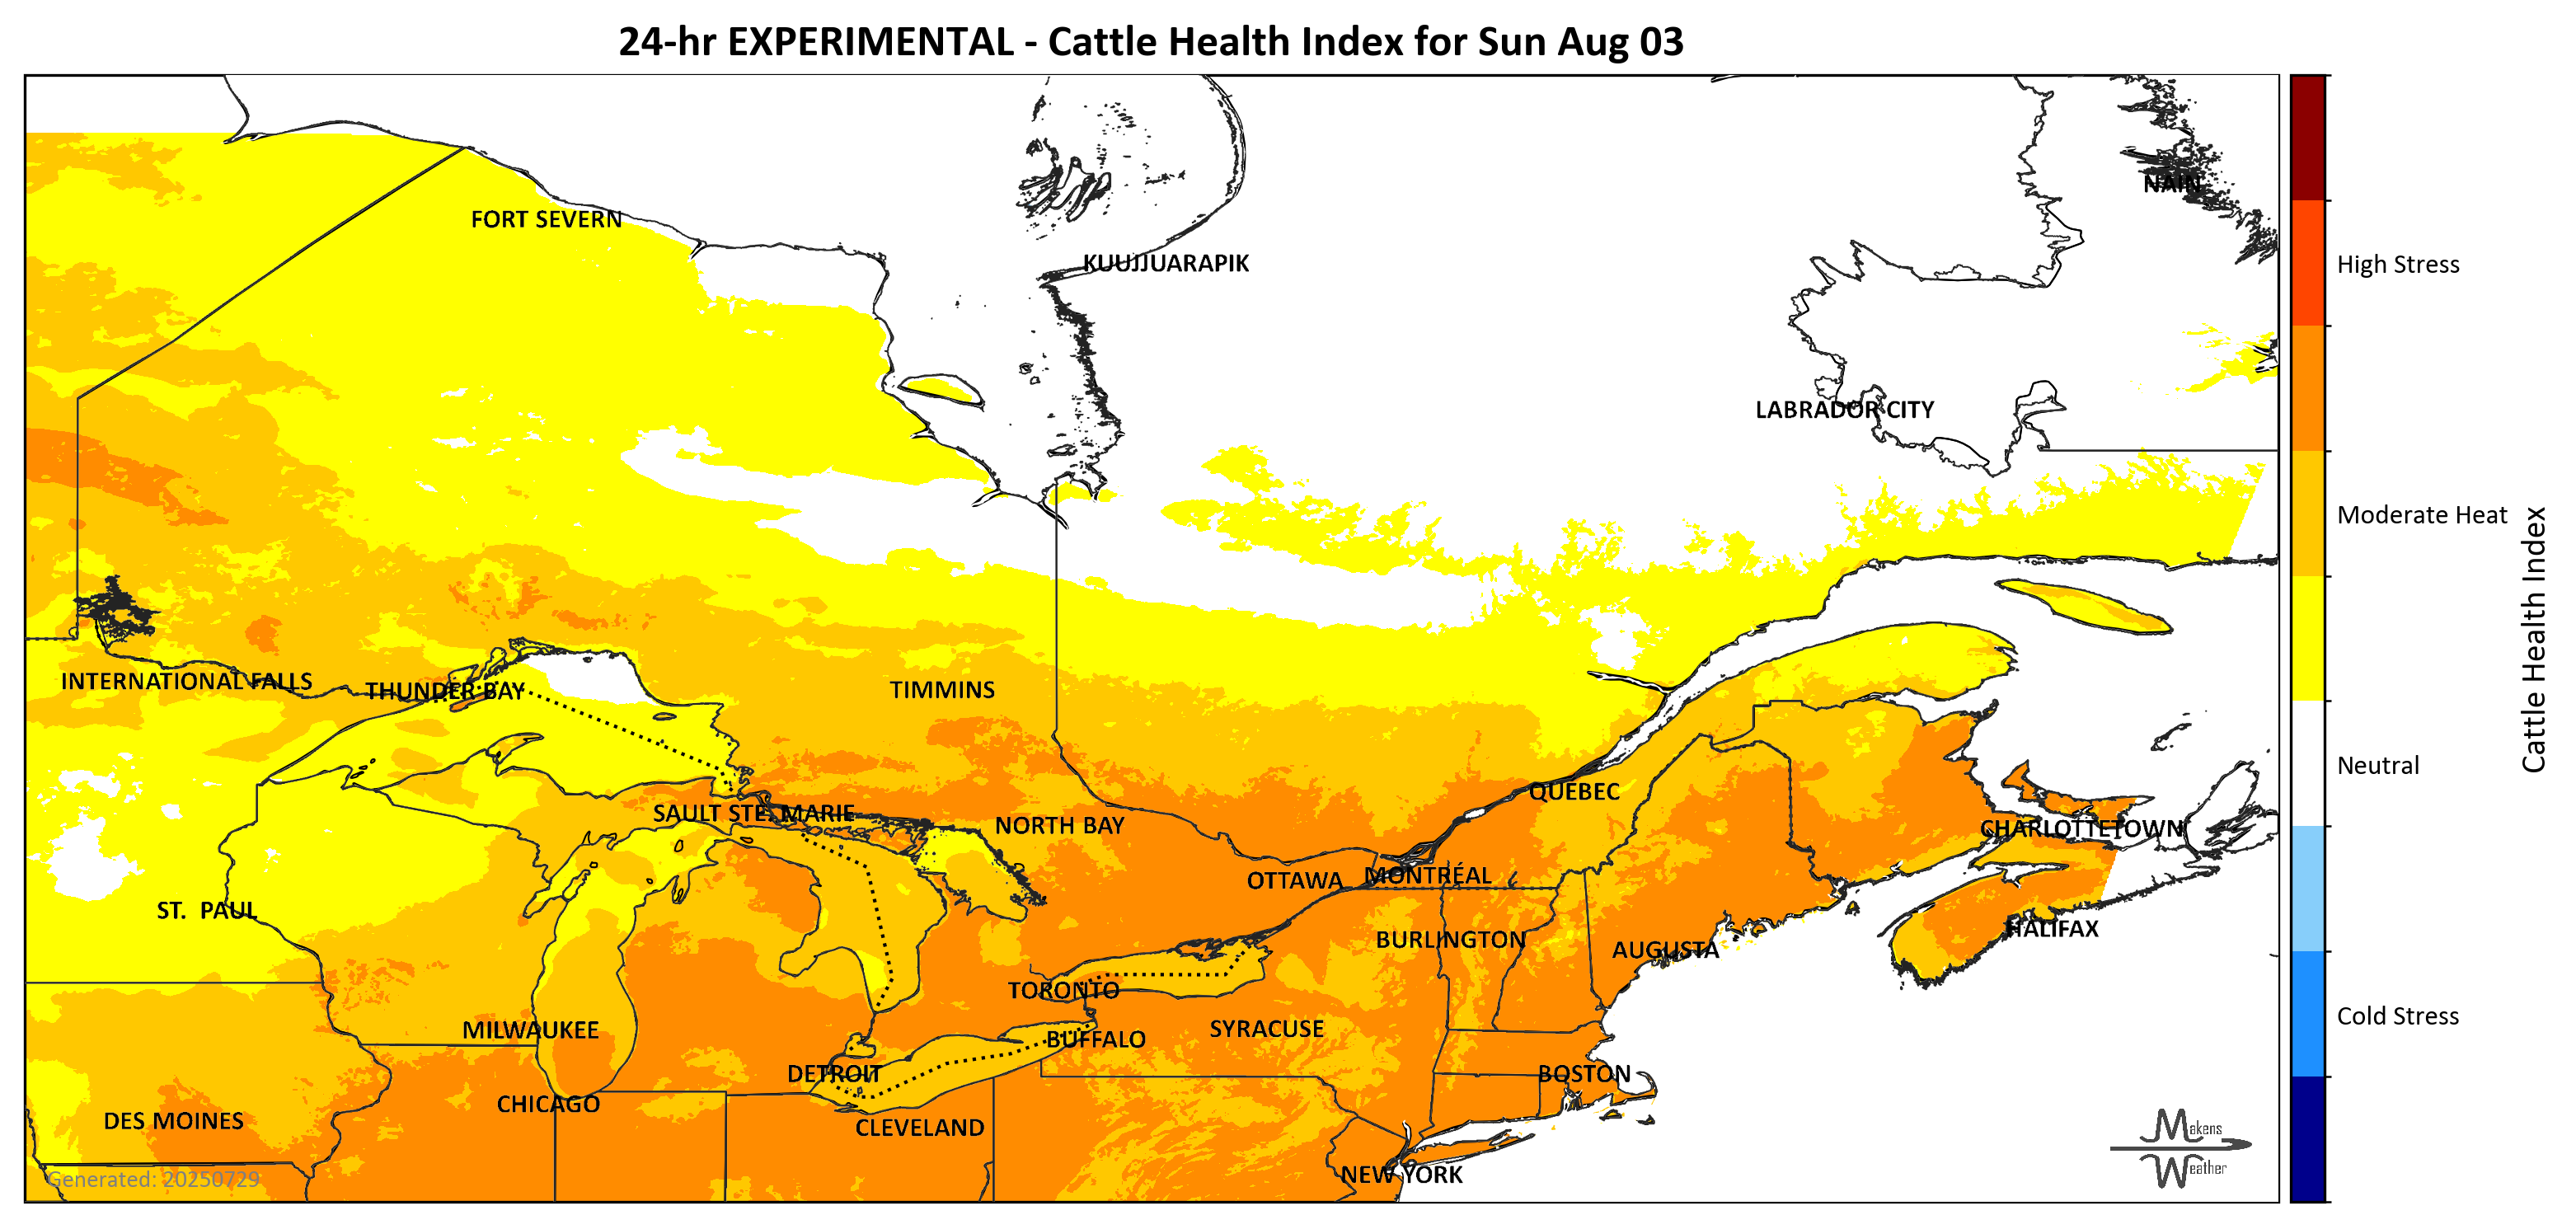 24-hr EXPERIMENTAL - Cattle Health Index for Sun Aug 03
NAIN
FORT SEVERN
KUUJJUARAPIK
High Stress
LABRADOR CITY
Moderate Heat
Cattle Health Index
INTERNATIONAL FALLS
THUNDER BAY
TIMMINS
Neutral
QUEBEC
SAULT STE. MARIE
NORTH BAY
CHARLOTTETOWN
OTTAWA
MONTRÉAL
ST. PAUL
HALIFAX
BURLINGTON
AUGUSTA
TORONTO
Cold Stress
MILWAUKEE
SYRACUSE
BUFFALO
DETROIT
BOSTON
CHICAGO
DES MOINES
CLEVELAND
Makens
Weather
NEW YORK
Generated: 20250729